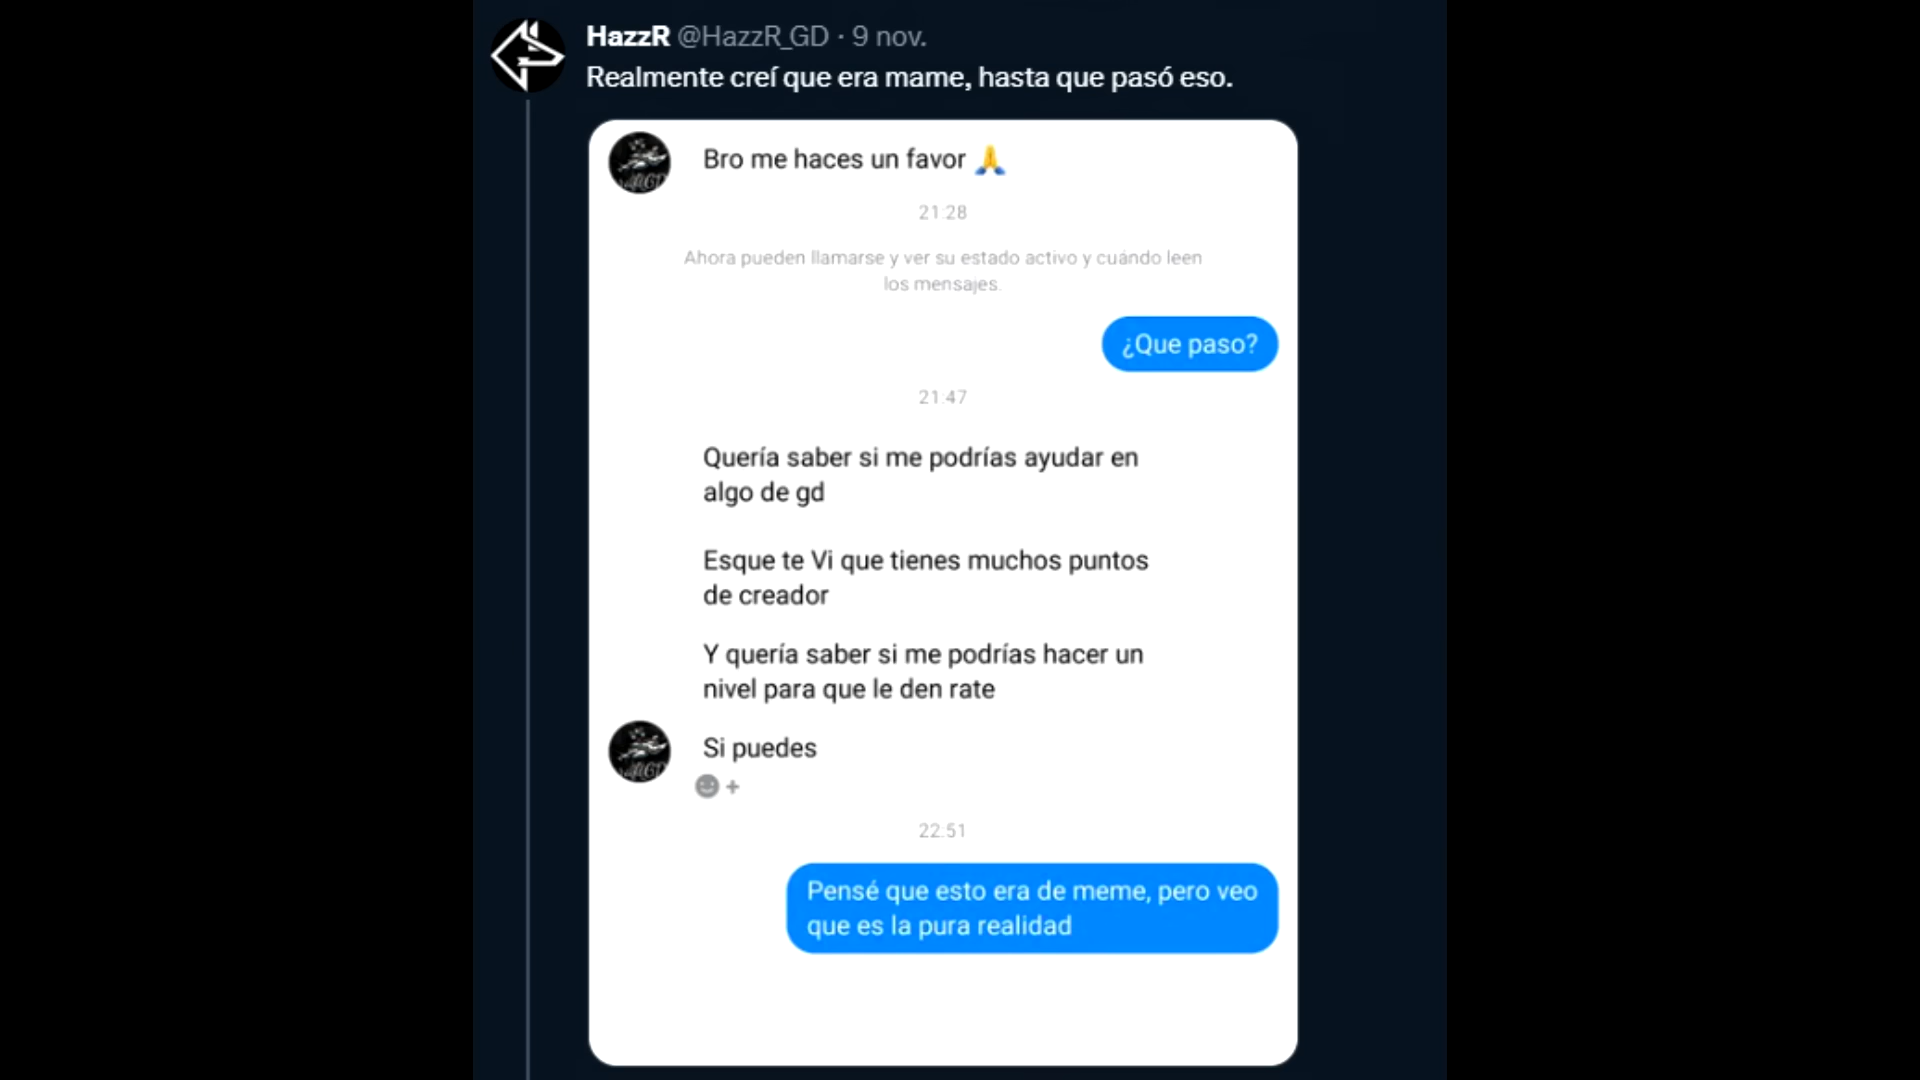 HazzR @HazzR_GD · 9 nov.
Realmente creí que era mame, hasta que pasó eso.
Bro me haces un favor 🙏
21:28
Ahora pueden llamarse y ver su estado activo y cuándo leen
los mensajes.
¿Que paso?
21:47
Quería saber si me podrías ayudar en
algo de gd
Esque te Vi que tienes muchos puntos
de creador
Y quería saber si me podrías hacer un
nivel para que le den rate
Si puedes
22:51
Pensé que esto era de meme, pero veo
que es la pura realidad